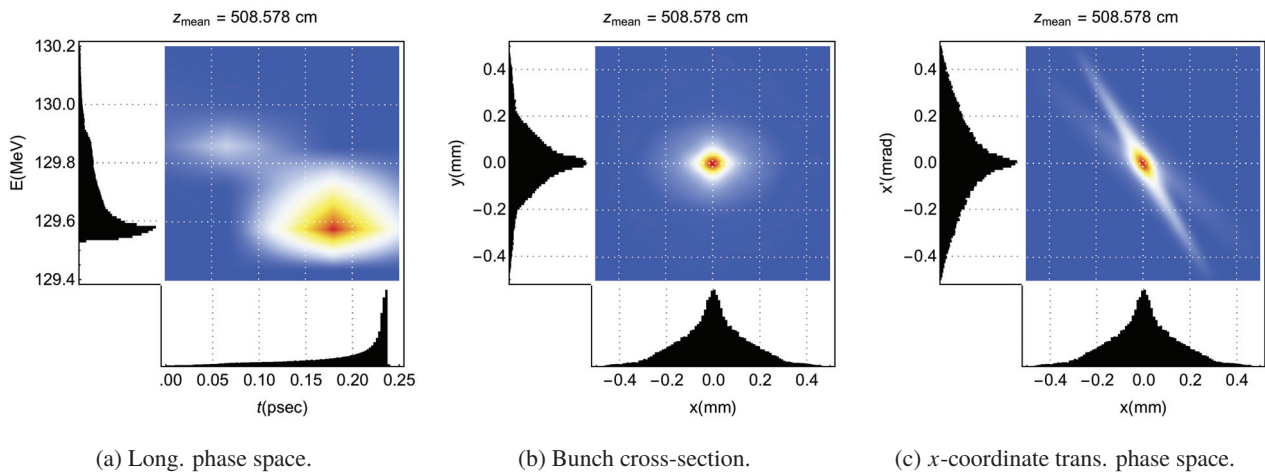 z_mean = 508.578 cm
130.2
130.0
129.8
129.6
129.4
E(MeV)
.00 0.05 0.10 0.15 0.20 0.25
t(psec)
(a) Long. phase space.
z_mean = 508.578 cm
0.4
0.2
0.0
−0.2
−0.4
y(mm)
−0.4 −0.2 0.0 0.2 0.4
x(mm)
(b) Bunch cross-section.
z_mean = 508.578 cm
0.4
0.2
0.0
−0.2
−0.4
x'(mrad)
−0.4 −0.2 0.0 0.2 0.4
x(mm)
(c) x-coordinate trans. phase space.